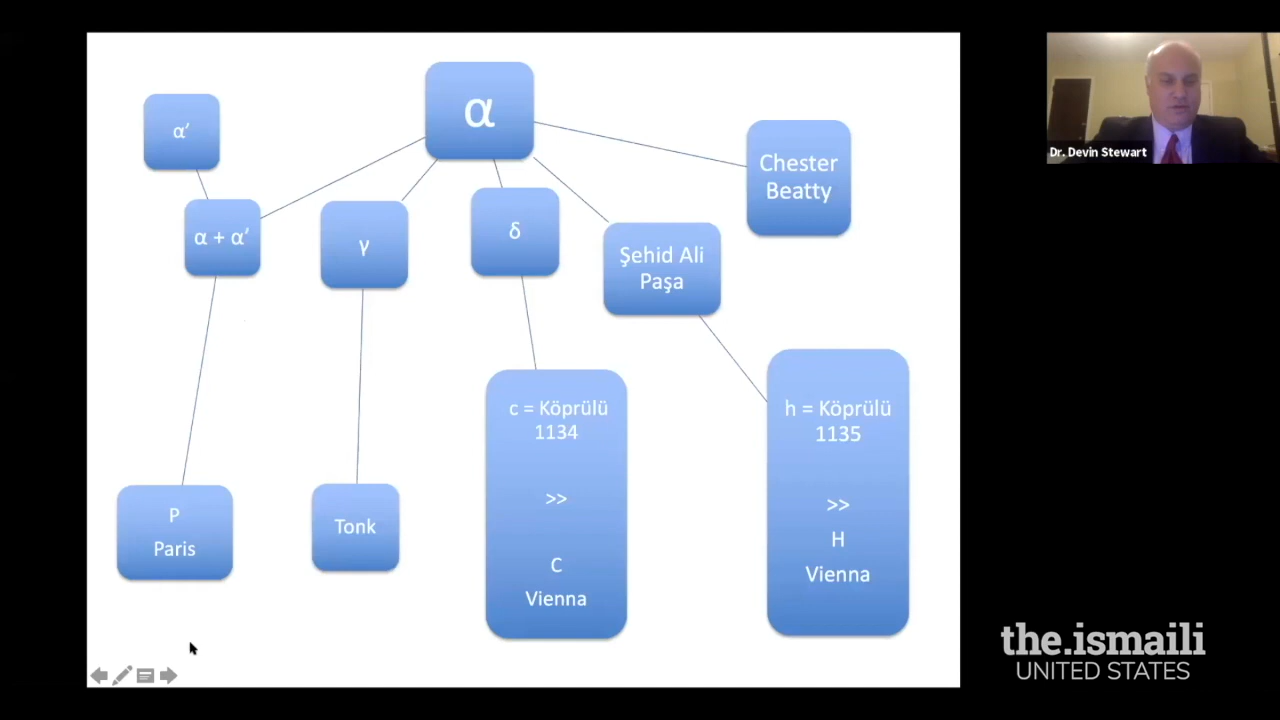 α
α′
α + α′
γ
δ
Şehid Ali
Paşa
Chester
Beatty
P
Paris
Tonk
c = Köprülü
1134
>>
C
Vienna
h = Köprülü
1135
>>
H
Vienna
Dr. Devin Stewart
the.ismaili
UNITED STATES